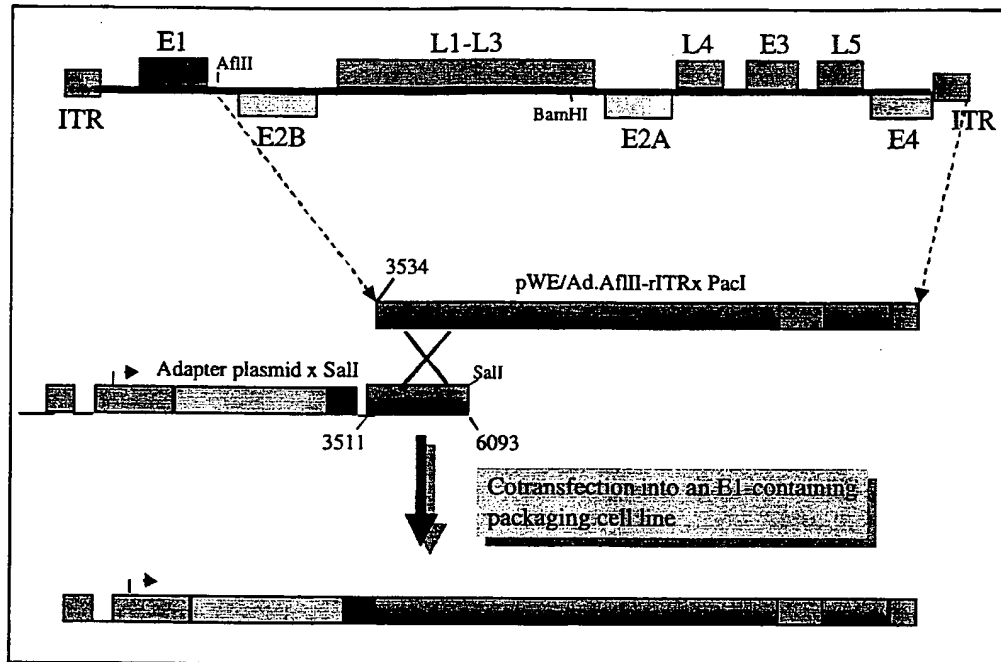 E1
AflII
L1-L3
L4
E3
L5
ITR
E2B
BamHI
E2A
E4
ITR
3534
pWE/Ad.AflII-rITRx PacI
Adapter plasmid x SalI
SalI
3511
6093
Cotransfection into an E1-containing
packaging cell line